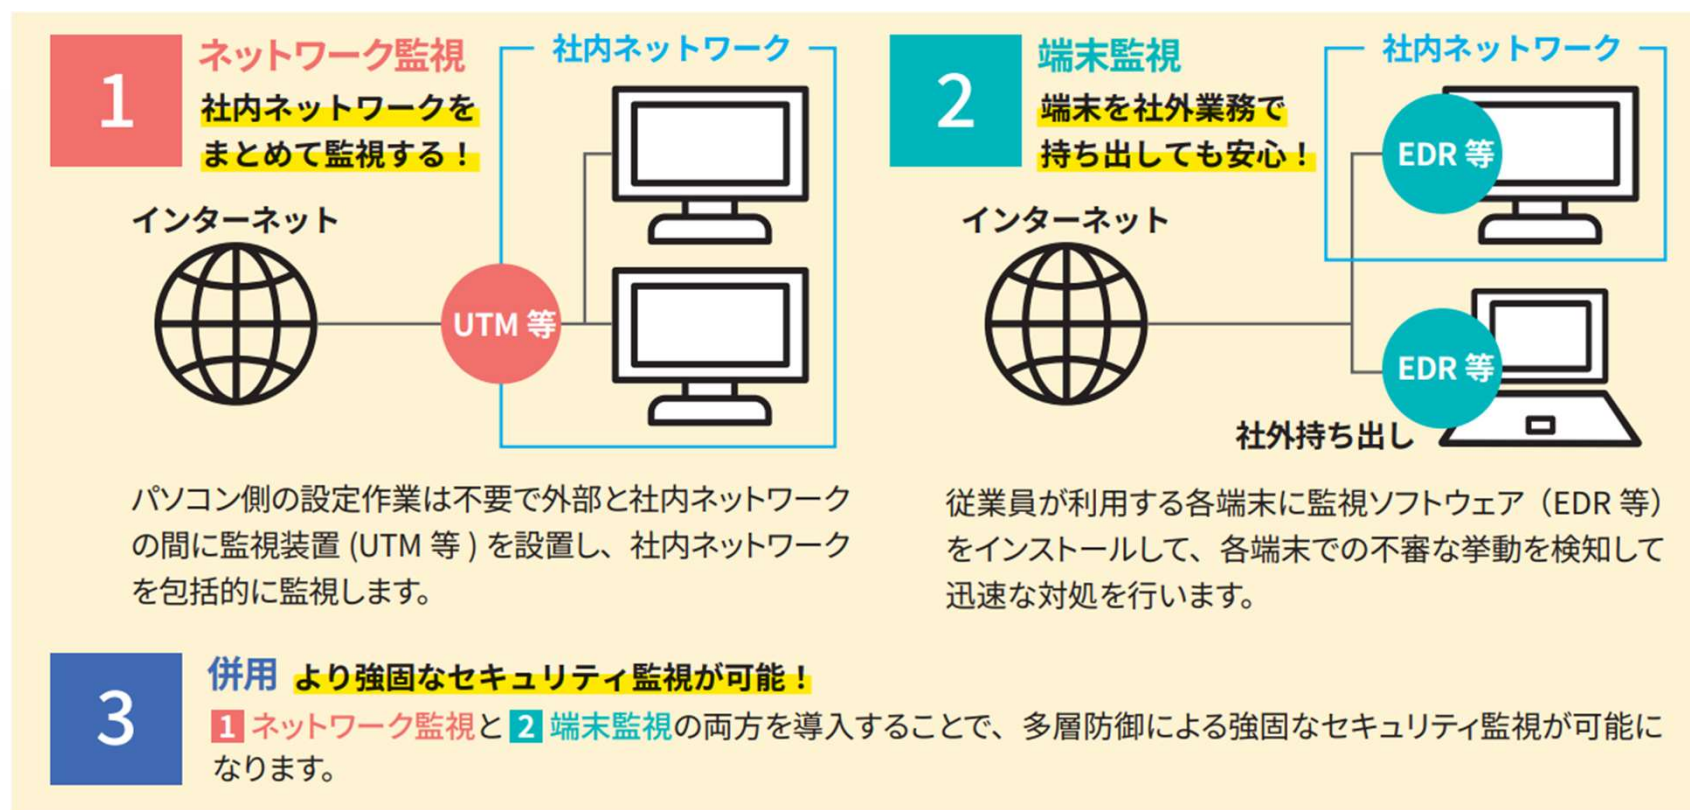 1
ネットワーク監視
社内ネットワークを
まとめて監視する！
社内ネットワーク
インターネット
UTM 等
パソコン側の設定作業は不要で外部と社内ネットワーク
の間に監視装置 (UTM 等 ) を設置し、社内ネットワーク
を包括的に監視します。
2
端末監視
端末を社外業務で
持ち出しても安心！
社内ネットワーク
EDR 等
インターネット
EDR 等
社外持ち出し
従業員が利用する各端末に監視ソフトウェア（EDR 等）
をインストールして、各端末での不審な挙動を検知して
迅速な対処を行います。
3
併用 より強固なセキュリティ監視が可能！
1 ネットワーク監視と 2 端末監視の両方を導入することで、多層防御による強固なセキュリティ監視が可能に
なります。